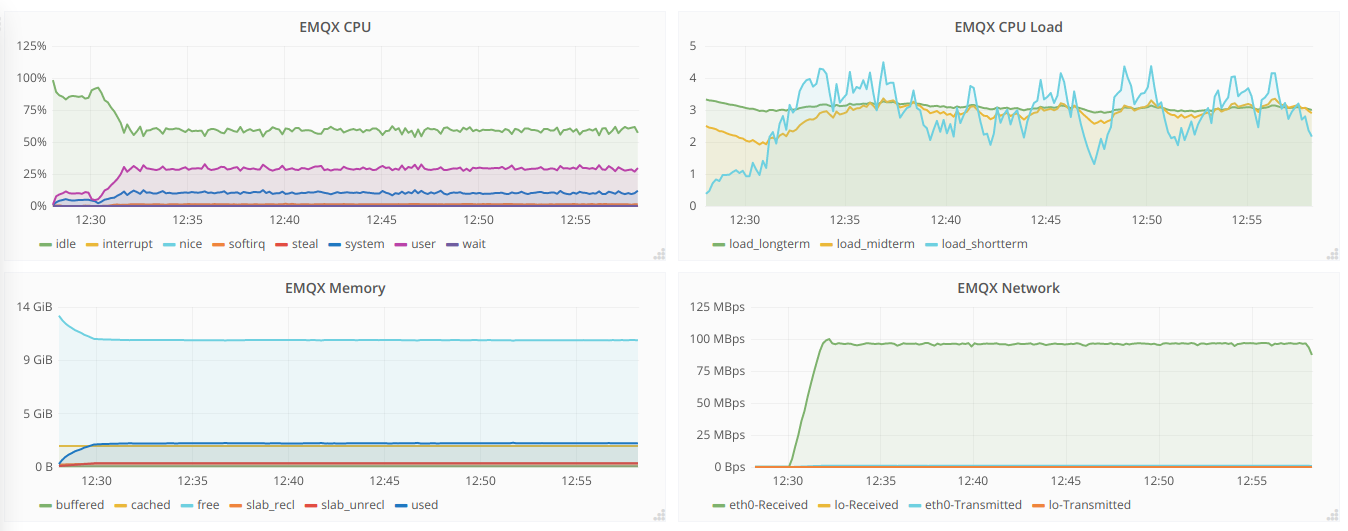 EMQX CPU
125%
100%
75%
50%
25%
0%
12:30 12:35 12:40 12:45 12:50 12:55
idle interrupt nice softirq steal system user wait
EMQX CPU Load
5
4
3
2
1
0
12:30 12:35 12:40 12:45 12:50 12:55
load_longterm load_midterm load_shortterm
EMQX Memory
14 GiB
9 GiB
5 GiB
0 B
12:30 12:35 12:40 12:45 12:50 12:55
buffered cached free slab_recl slab_unrecl used
EMQX Network
125 MBps
100 MBps
75 MBps
50 MBps
25 MBps
0 Bps
12:30 12:35 12:40 12:45 12:50 12:55
eth0-Received lo-Received eth0-Transmitted lo-Transmitted